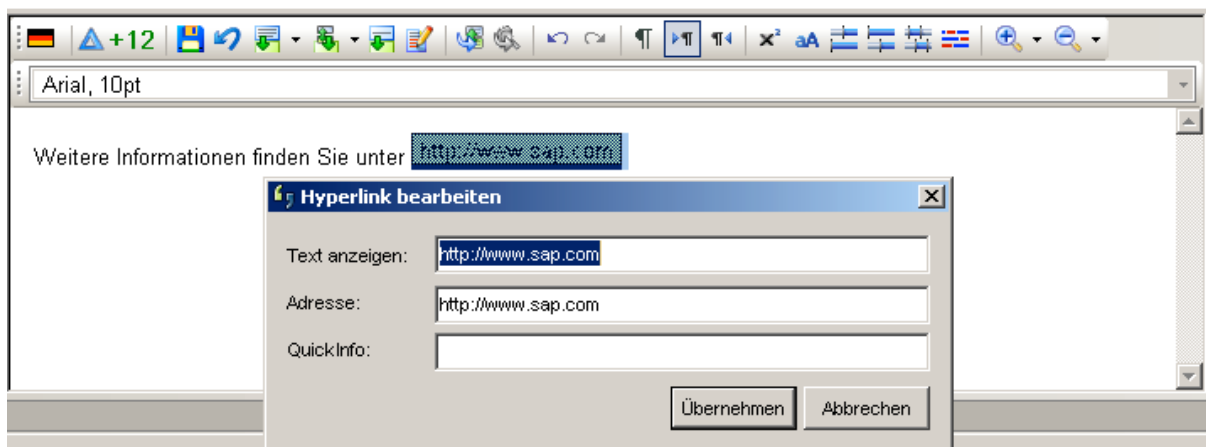 +12
Arial, 10pt
Weitere Informationen finden Sie unter http://www.sap.com
Hyperlink bearbeiten
Text anzeigen: http://www.sap.com
Adresse: http://www.sap.com
QuickInfo:
Übernehmen Abbrechen